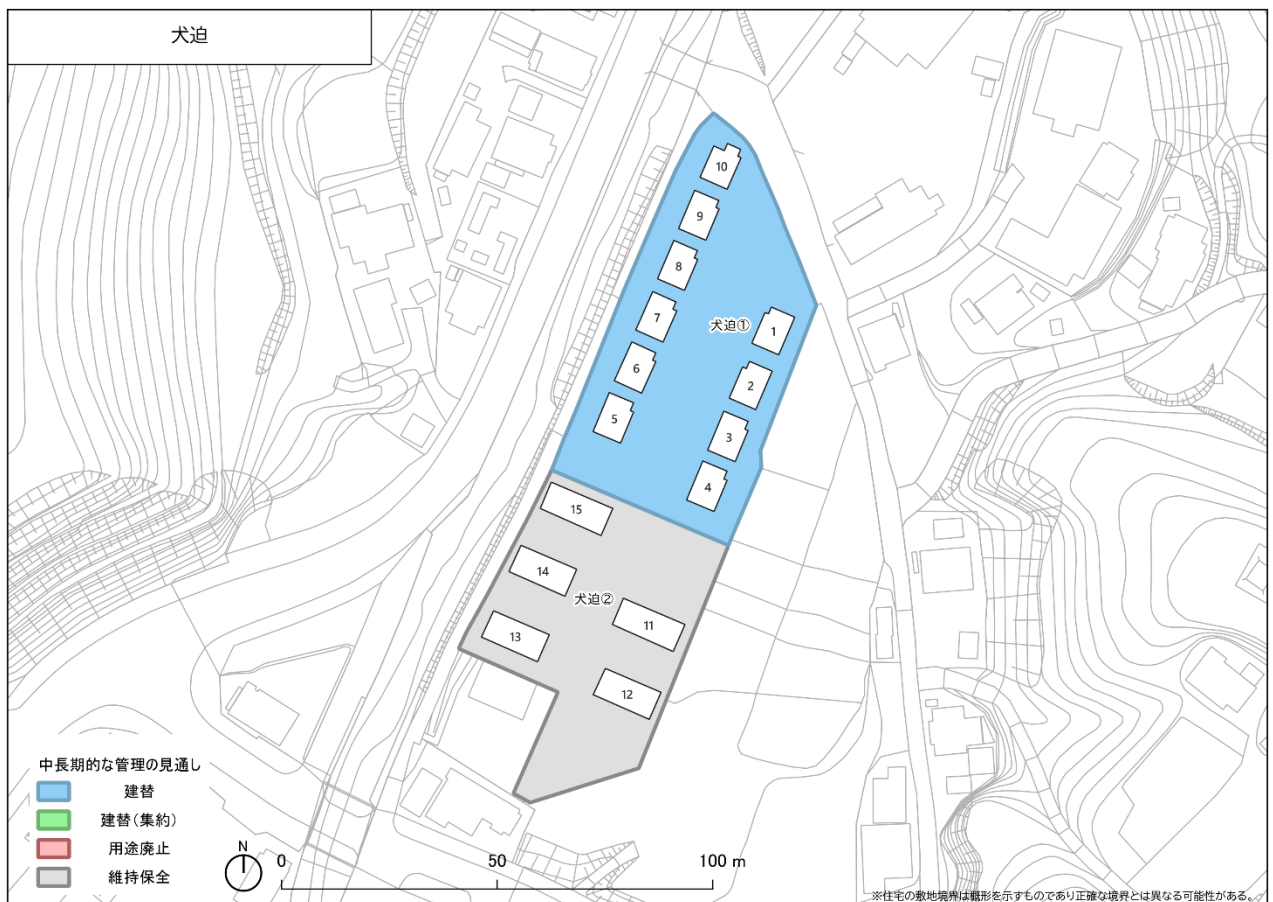 犬迫
10
9
8
7
犬迫①
1
6
2
5
3
4
15
14
犬迫②
11
13
12
中長期的な管理の見通し
建替
建替(集約)
用途廃止
維持保全
N
0 50 100 m
※住宅の敷地境界は概形を示すものであり正確な境界とは異なる可能性がある。